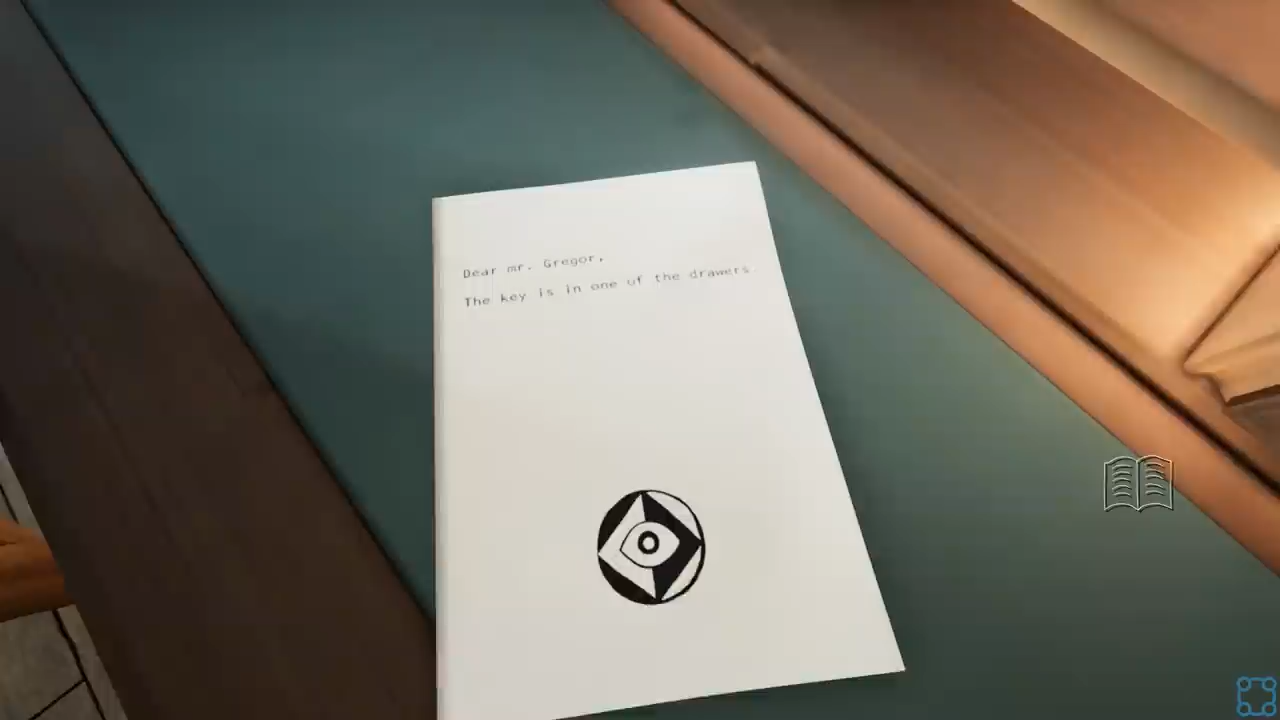 Dear mr. Gregor,
The key is in one of the drawers.